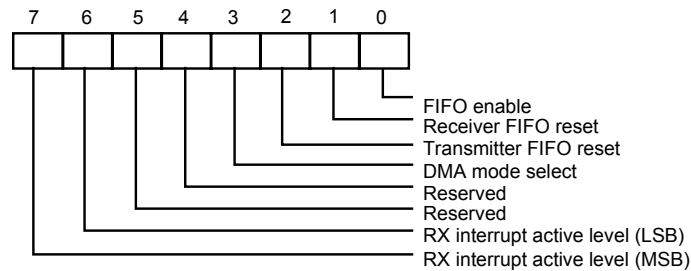 7 6 5 4 3 2 1 0
FIFO enable
Receiver FIFO reset
Transmitter FIFO reset
DMA mode select
Reserved
Reserved
RX interrupt active level (LSB)
RX interrupt active level (MSB)